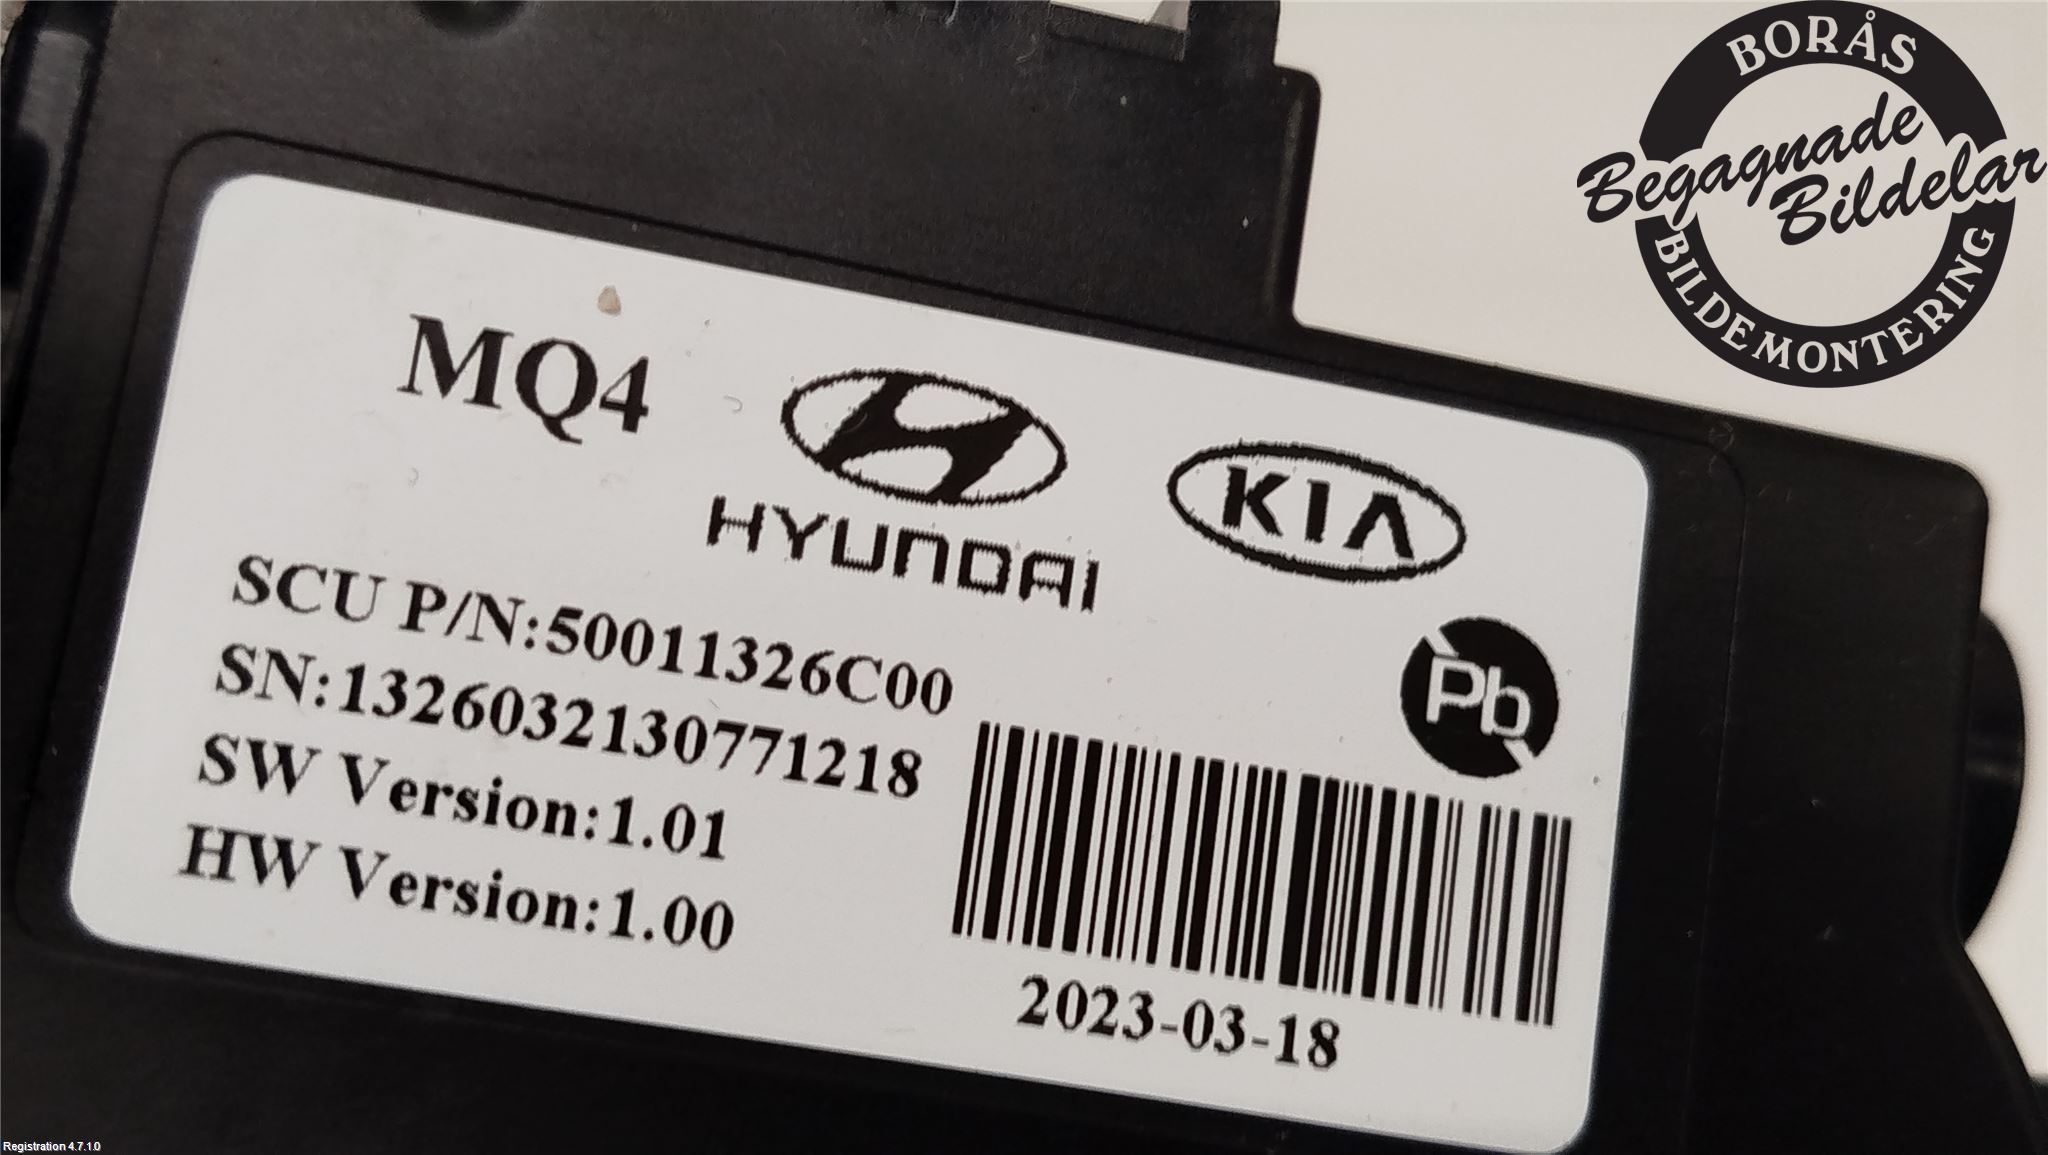 BORÅS
Begagnade
Bildelar
BILDEMONTERING
MQ4
HYUNDAI
KIA
SCU P/N:50011326C00
Pb
SN:1326032130771218
SW Version:1.01
HW Version:1.00
2023-03-18
Registration 4.7.1.0